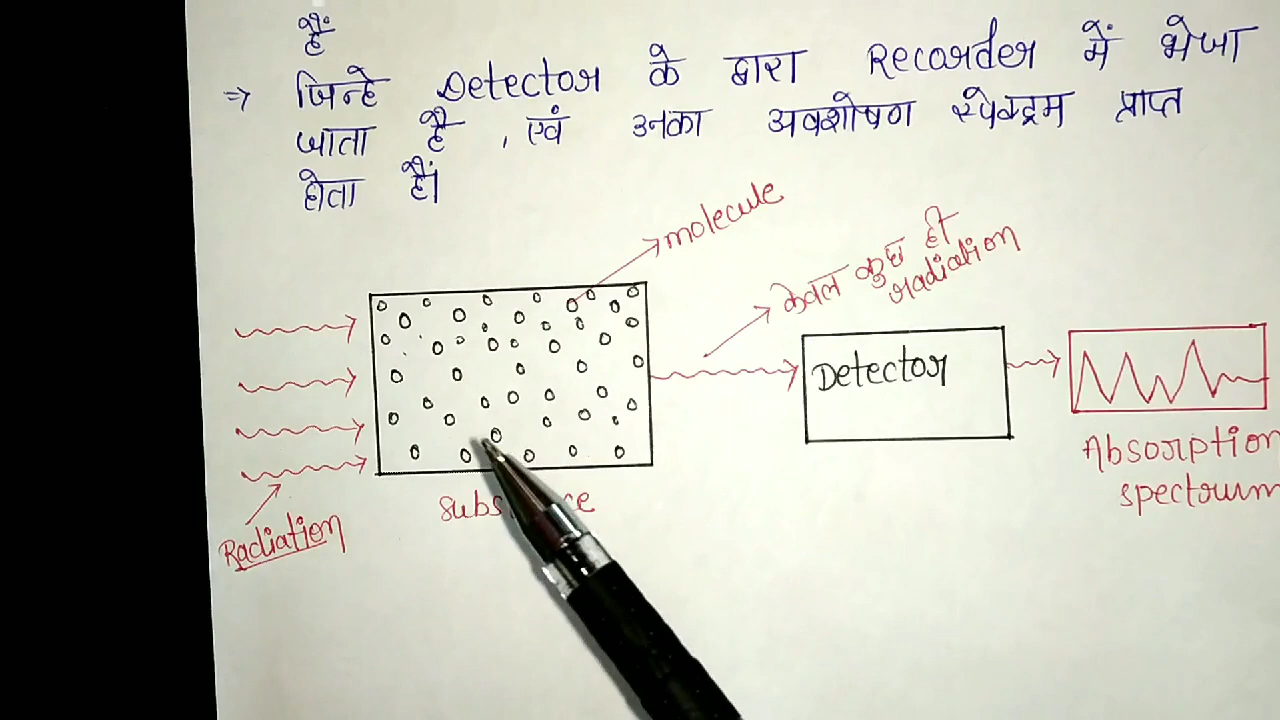 हैं
⇒ जिन्हे Detector के द्वारा Recorder में भेजा
जाता है , एवं उनका अवशोषण स्पेक्ट्रम प्राप्त
होता हैं।
molecule
केवल कुछ ही
radiation
Detector
Absorption
spectrum
Radiation